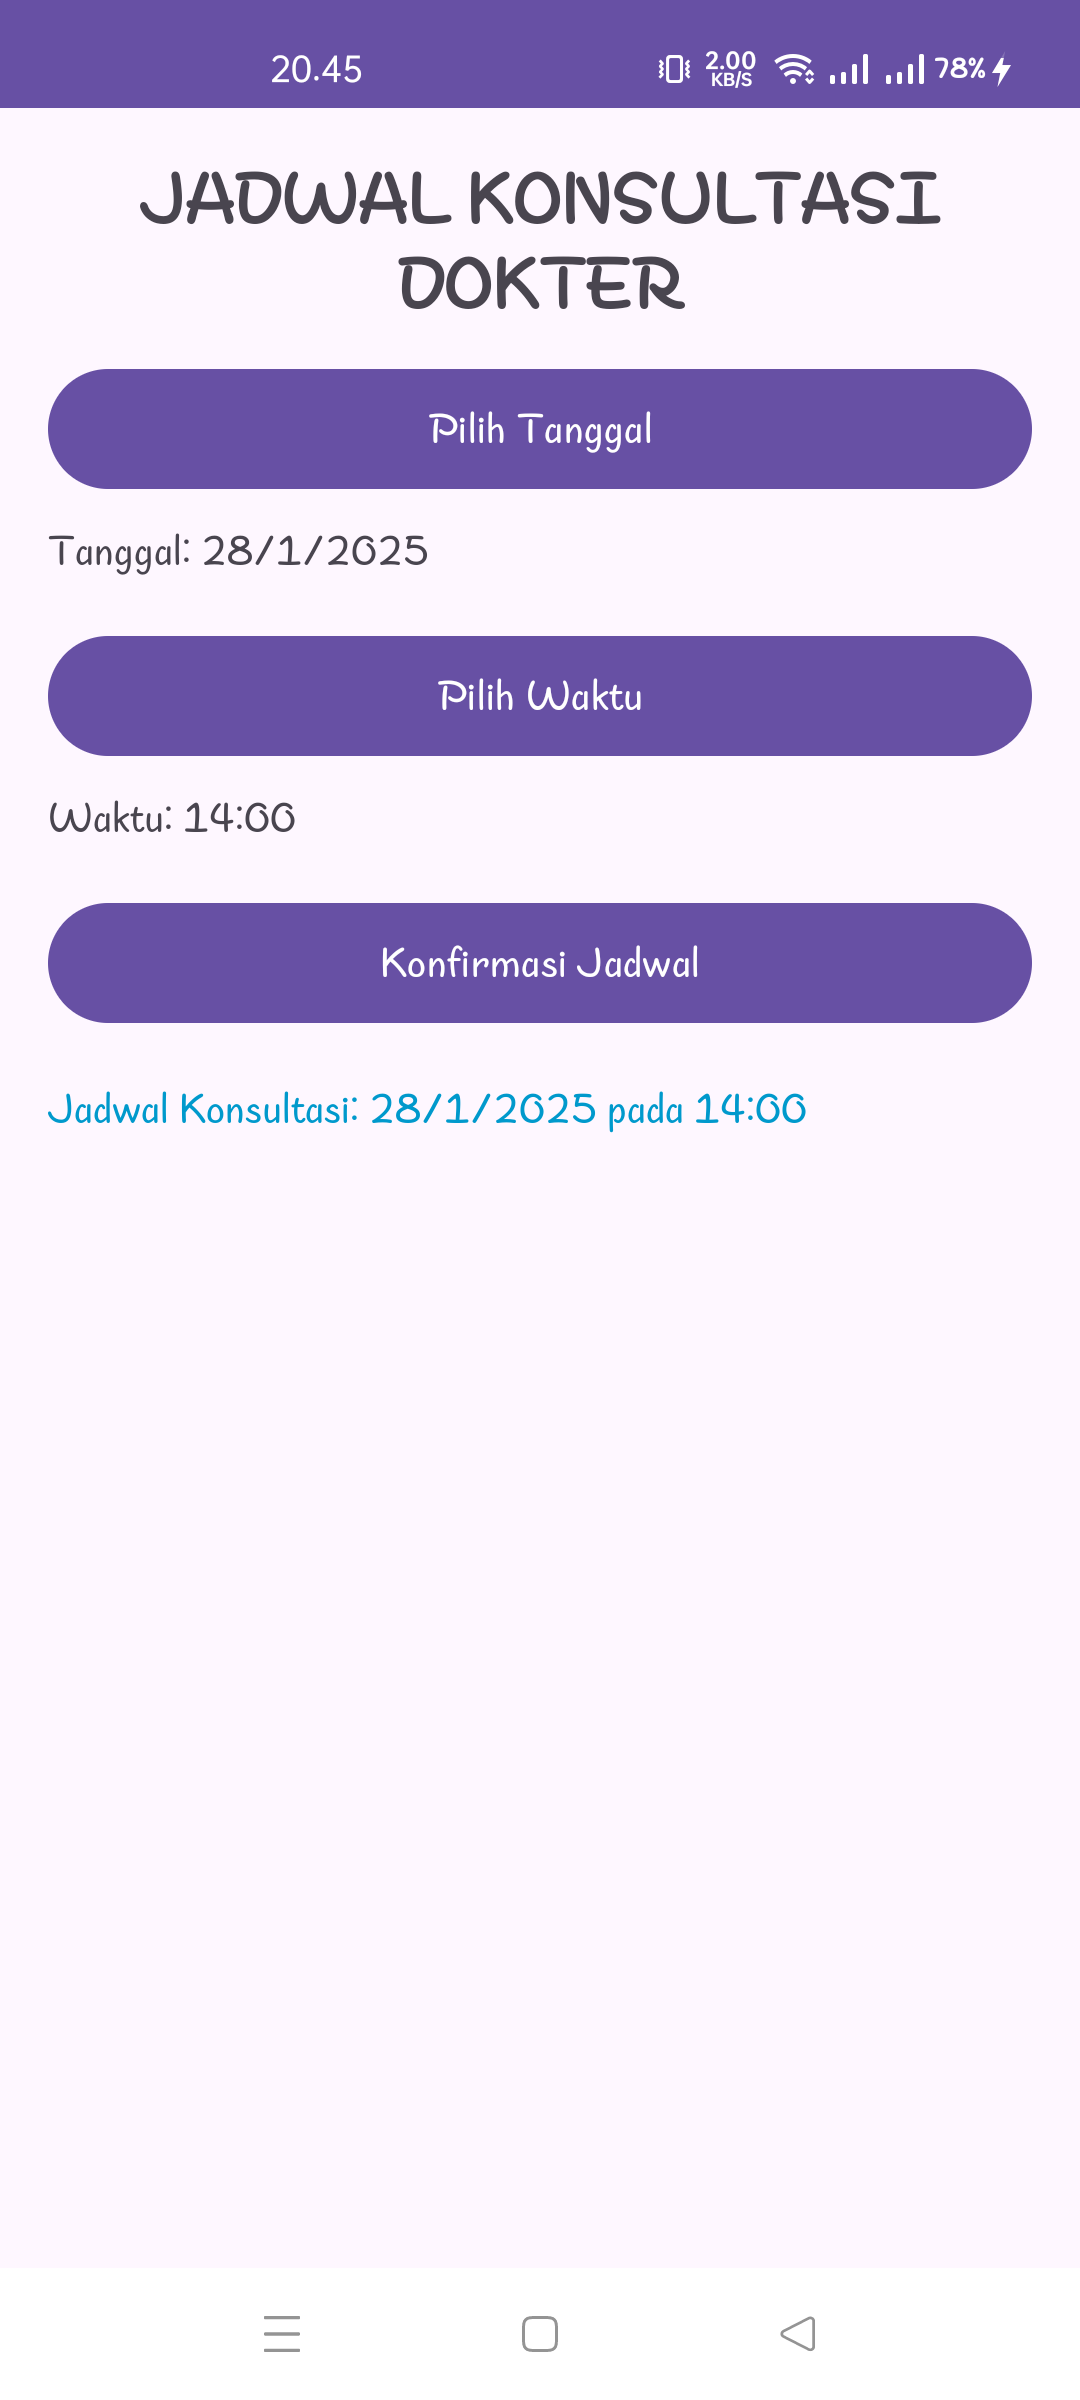 20.45
2.00
KB/S
78%
JADWAL KONSULTASI
DOKTER
Pilih Tanggal
Tanggal: 28/1/2025
Pilih Waktu
Waktu: 14:00
Konfirmasi Jadwal
Jadwal Konsultasi: 28/1/2025 pada 14:00